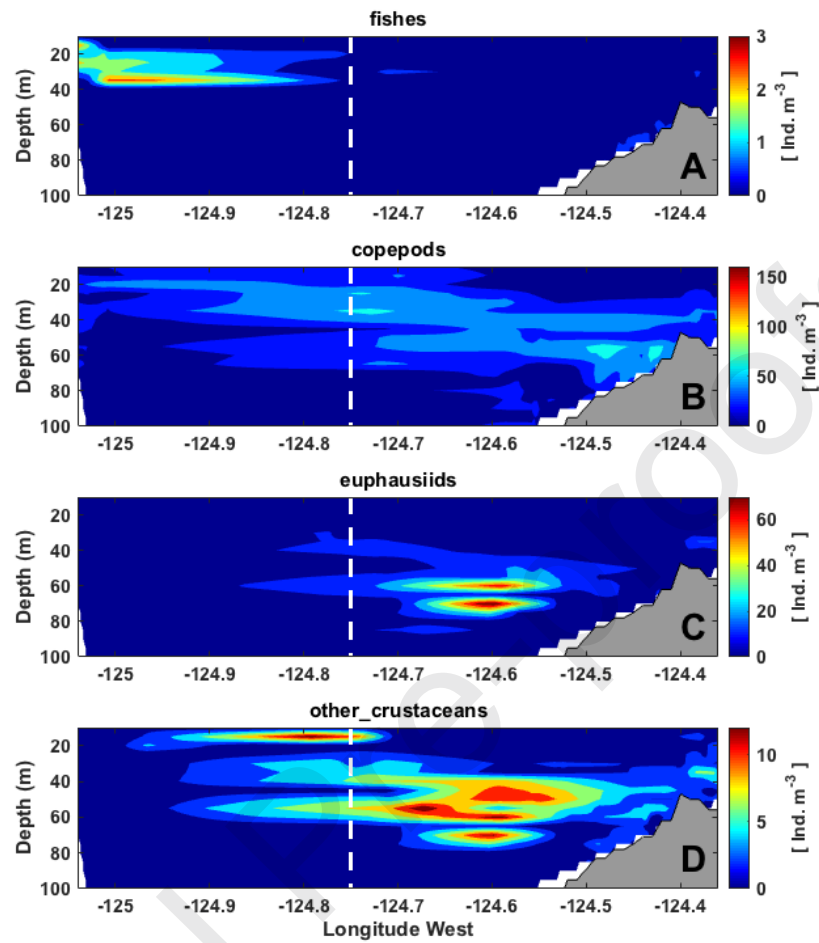 fishes
Depth (m)
20
40
60
80
100
-125 -124.9 -124.8 -124.7 -124.6 -124.5 -124.4
A
3
2
1
0
[ Ind. m-3 ]
copepods
Depth (m)
20
40
60
80
100
-125 -124.9 -124.8 -124.7 -124.6 -124.5 -124.4
B
150
100
50
0
[ Ind. m-3 ]
euphausiids
Depth (m)
20
40
60
80
100
-125 -124.9 -124.8 -124.7 -124.6 -124.5 -124.4
C
60
40
20
0
[ Ind. m-3 ]
other_crustaceans
Depth (m)
20
40
60
80
100
-125 -124.9 -124.8 -124.7 -124.6 -124.5 -124.4
D
10
5
0
[ Ind. m-3 ]
Longitude West